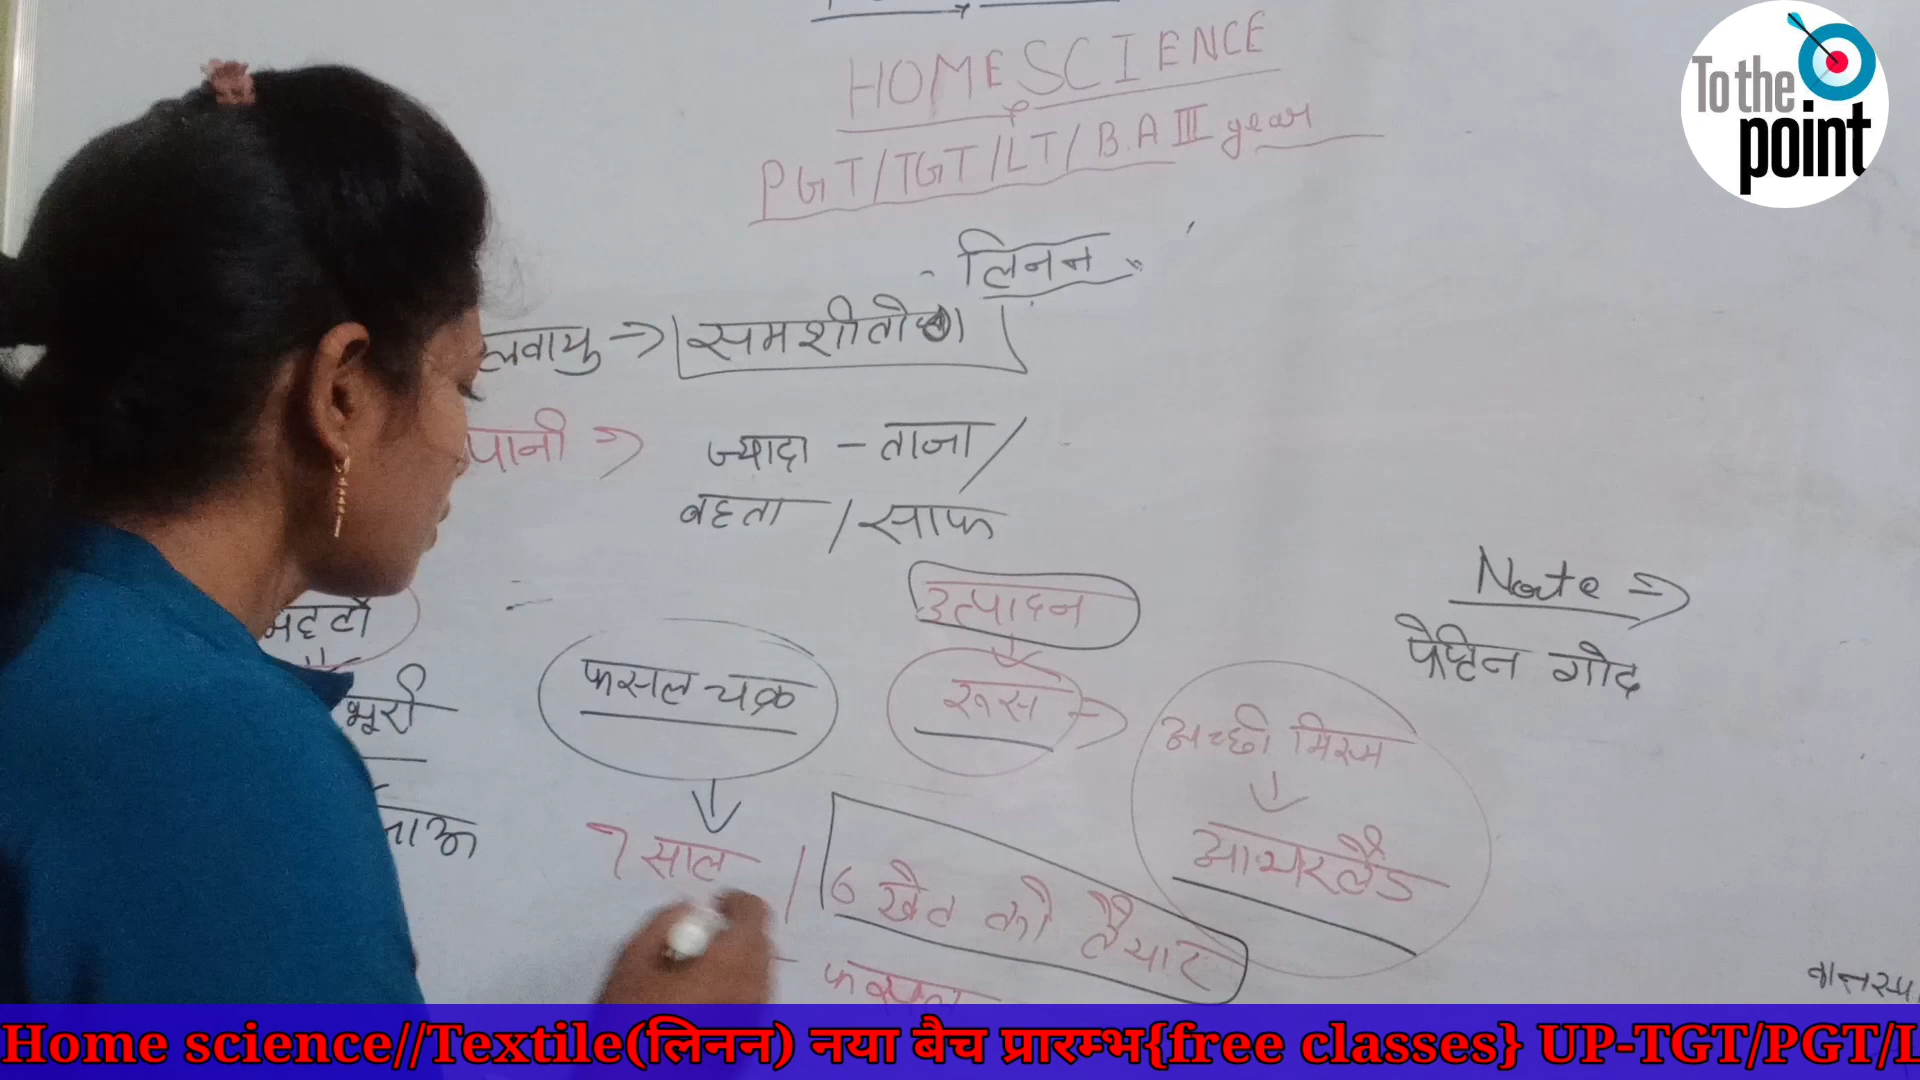 HOME SCIENCE
PGT/TGT/LT/B.A III year
To the
point
लिनन
लवायु → समशीतोष्ण
पानी → ज्यादा - ताजा /
बहता / साफ
उत्पादन
Note ⇒
पैक्टिन गोद
फसल चक्र
रूस ⇒
भूरी
अच्छी किस्म
आयरलैंड
7 साल / 6 खेत को तैयार
फसल
Home science//Textile(लिनन) नया बैच प्रारम्भ{free classes} UP-TGT/PGT/L